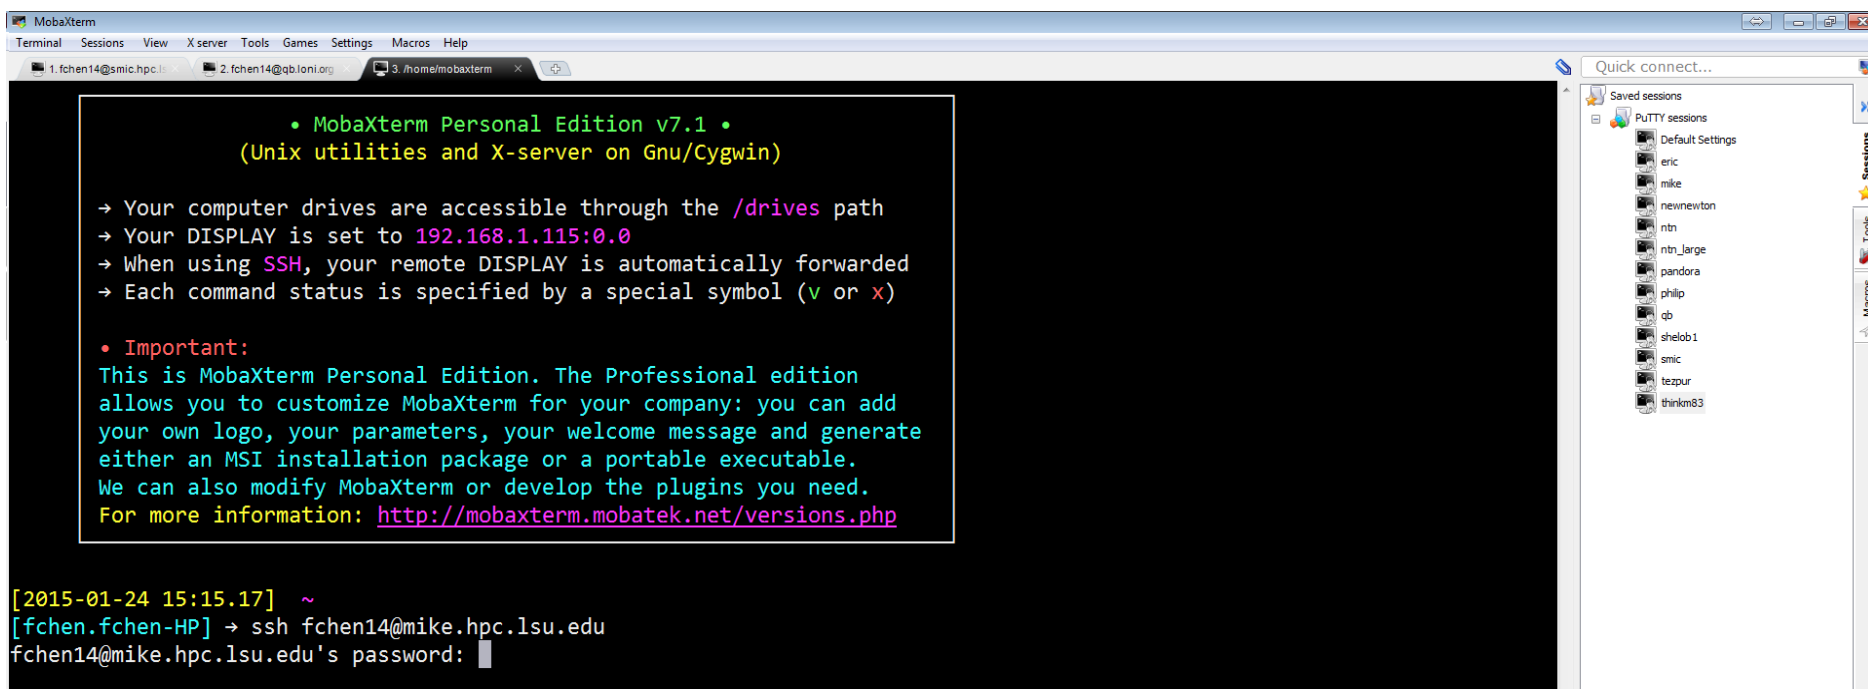 MobaXterm
Terminal Sessions View X server Tools Games Settings Macros Help
1. fchen14@smic.hpc.ls 2. fchen14@qb.loni.org 3. /home/mobaxterm
Quick connect...
• MobaXterm Personal Edition v7.1 •
(Unix utilities and X-server on Gnu/Cygwin)
→ Your computer drives are accessible through the /drives path
→ Your DISPLAY is set to 192.168.1.115:0.0
→ When using SSH, your remote DISPLAY is automatically forwarded
→ Each command status is specified by a special symbol (v or x)
• Important:
This is MobaXterm Personal Edition. The Professional edition
allows you to customize MobaXterm for your company: you can add
your own logo, your parameters, your welcome message and generate
either an MSI installation package or a portable executable.
We can also modify MobaXterm or develop the plugins you need.
For more information: http://mobaxterm.mobatek.net/versions.php
[2015-01-24 15:15.17] ~
[fchen.fchen-HP] → ssh fchen14@mike.hpc.lsu.edu
fchen14@mike.hpc.lsu.edu's password:
Saved sessions
PuTTY sessions
Default Settings
eric
mike
newnewton
ntn
ntn_large
pandora
philip
qb
shelob1
smic
tezpur
thinkm83
Sessions
Tools
Macros